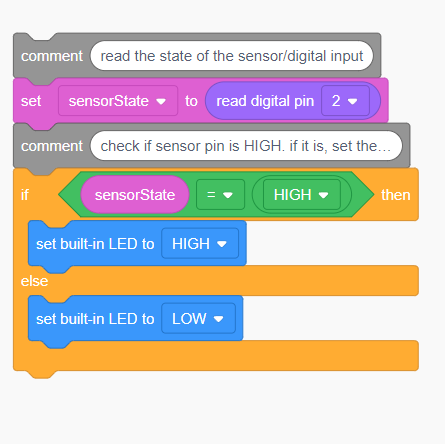 comment read the state of the sensor/digital input
set sensorState to read digital pin 2
comment check if sensor pin is HIGH. if it is, set the...
if sensorState = HIGH then
set built-in LED to HIGH
else
set built-in LED to LOW